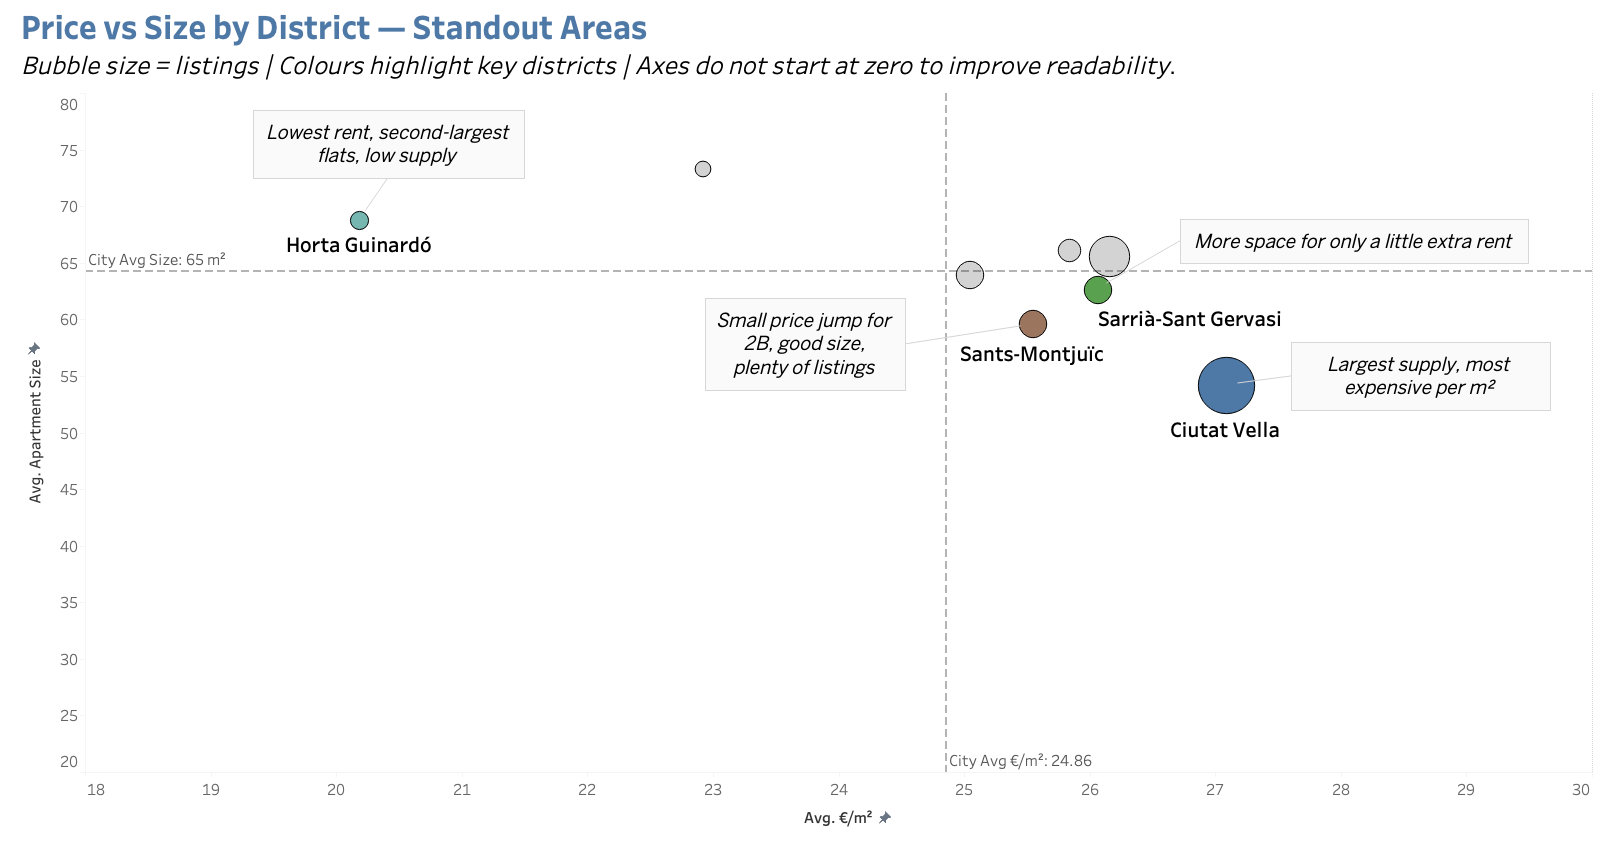 Price vs Size by District — Standout Areas
Bubble size = listings | Colours highlight key districts | Axes do not start at zero to improve readability.
80
75
70
65
60
55
50
45
40
35
30
25
20
Avg. Apartment Size
Lowest rent, second-largest
flats, low supply
Horta Guinardó
City Avg Size: 65 m²
More space for only a little extra rent
Sarrià-Sant Gervasi
Small price jump for
2B, good size,
plenty of listings
Sants-Montjuïc
Largest supply, most
expensive per m²
Ciutat Vella
City Avg €/m²: 24.86
18
19
20
21
22
23
24
25
26
27
28
29
30
Avg. €/m²